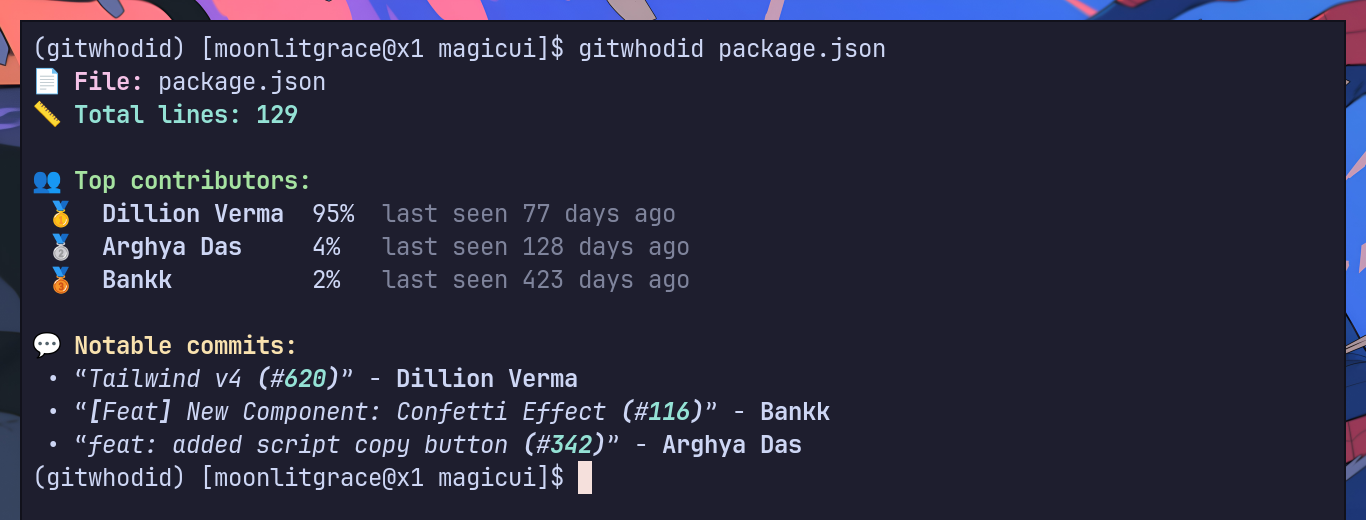 (gitwhodid) [moonlitgrace@x1 magicui]$ gitwhodid package.json
📄 File: package.json
📏 Total lines: 129
👥 Top contributors:
🥇 Dillion Verma 95% last seen 77 days ago
🥈 Arghya Das 4% last seen 128 days ago
🥉 Bankk 2% last seen 423 days ago
💬 Notable commits:
• “Tailwind v4 (#620)” - Dillion Verma
• “[Feat] New Component: Confetti Effect (#116)” - Bankk
• “feat: added script copy button (#342)” - Arghya Das
(gitwhodid) [moonlitgrace@x1 magicui]$